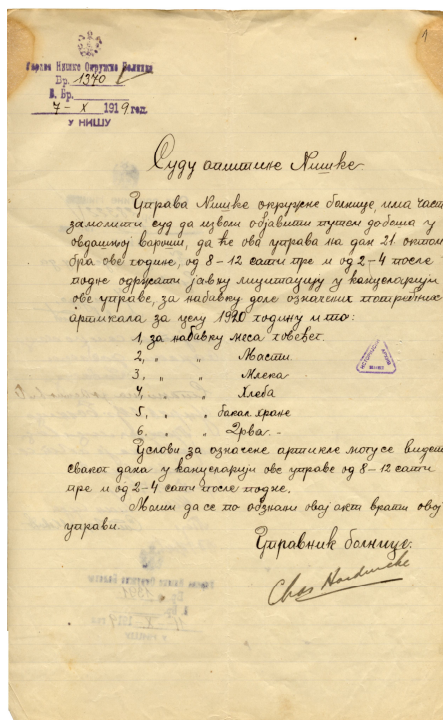 Управа Нишке Окружне Болнице
Бр. 1370
В. Бр.
7 - X 1919 год.
У НИШУ
1
Суду општине Нишке
Управа Нишке окружне болнице, има част
замолити суд да изволи објавити путем добоша у
овдашњој вароши, да ће ова управа на дан 21 октом
бра ове године, од 8-12 сати пре и од 2-4 после
подне одржати јавну лицитацију у канцеларији
ове управе, за набавку доле означених потребних
артикала за целу 1920 годину и то:
1, за набавку меса говеђег.
2, " " Масти
3, " " Млека
4 " " Хлеба
5, " " бакал. хране
6. " " Дрва. -
Услови за означене артикле могу се видети
сваког дана у канцеларији ове управе од 8-12 сати
пре и од 2-4 сати после подне.
Молим да се по обзнани овај акт врати овој
управи.
Управник болнице.